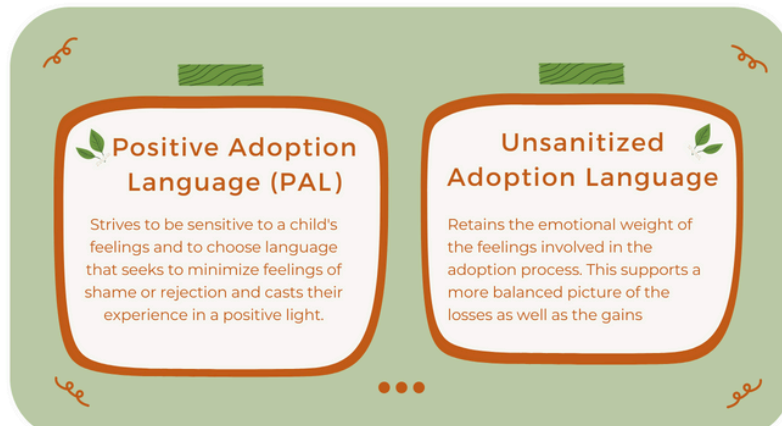 Positive Adoption
Language (PAL)
Strives to be sensitive to a child's
feelings and to choose language
that seeks to minimize feelings of
shame or rejection and casts their
experience in a positive light.
Unsanitized
Adoption Language
Retains the emotional weight of
the feelings involved in the
adoption process. This supports a
more balanced picture of the
losses as well as the gains